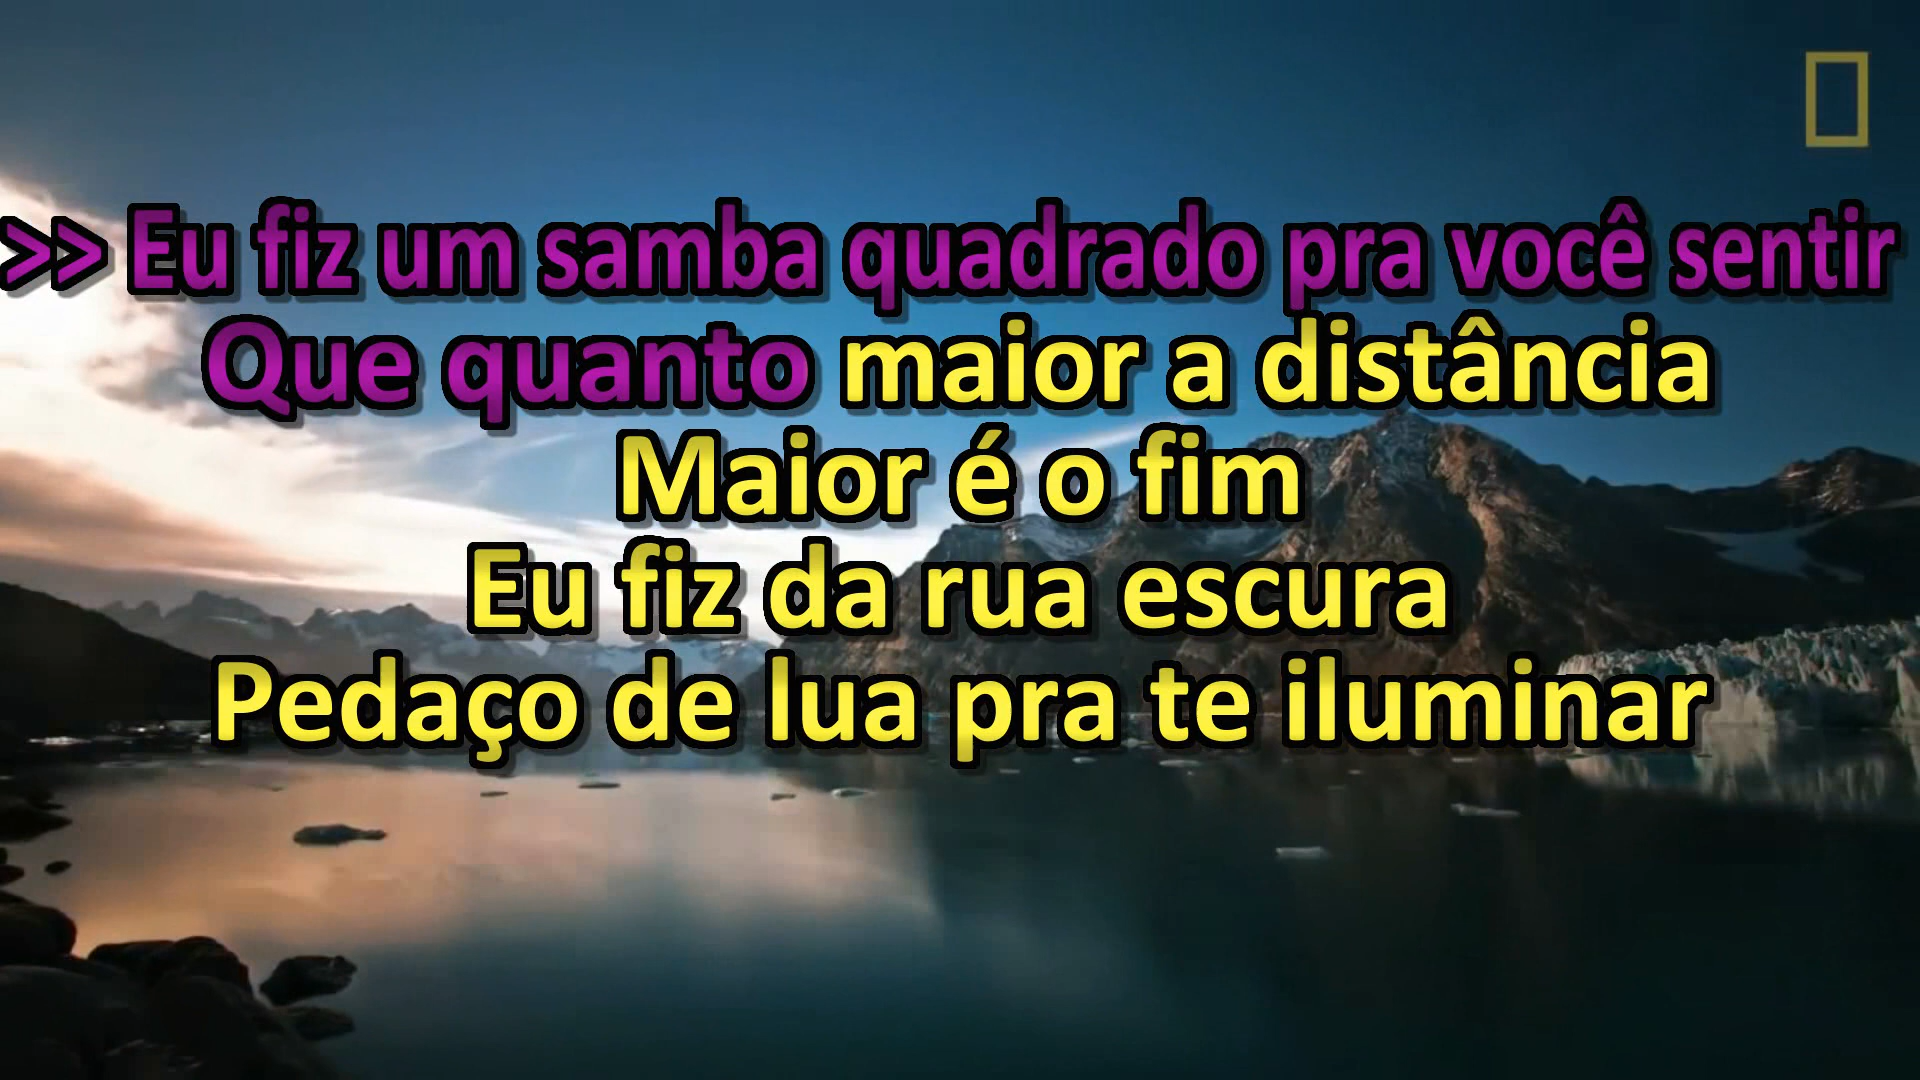 >> Eu fiz um samba quadrado pra você sentir
Que quanto maior a distância
Maior é o fim
Eu fiz da rua escura
Pedaço de lua pra te iluminar